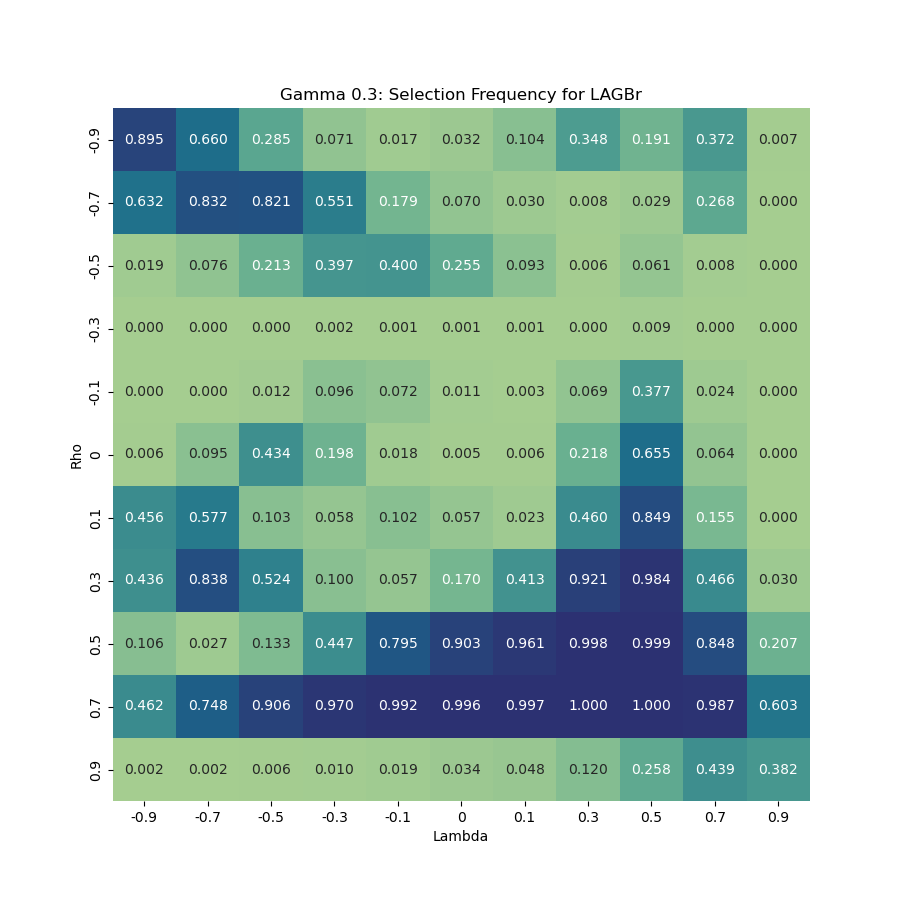 Gamma 0.3: Selection Frequency for LAGBr
-0.9 0.895 0.660 0.285 0.071 0.017 0.032 0.104 0.348 0.191 0.372 0.007
-0.7 0.632 0.832 0.821 0.551 0.179 0.070 0.030 0.008 0.029 0.268 0.000
-0.5 0.019 0.076 0.213 0.397 0.400 0.255 0.093 0.006 0.061 0.008 0.000
-0.3 0.000 0.000 0.000 0.002 0.001 0.001 0.001 0.000 0.009 0.000 0.000
-0.1 0.000 0.000 0.012 0.096 0.072 0.011 0.003 0.069 0.377 0.024 0.000
Rho
0 0.006 0.095 0.434 0.198 0.018 0.005 0.006 0.218 0.655 0.064 0.000
0.1 0.456 0.577 0.103 0.058 0.102 0.057 0.023 0.460 0.849 0.155 0.000
0.3 0.436 0.838 0.524 0.100 0.057 0.170 0.413 0.921 0.984 0.466 0.030
0.5 0.106 0.027 0.133 0.447 0.795 0.903 0.961 0.998 0.999 0.848 0.207
0.7 0.462 0.748 0.906 0.970 0.992 0.996 0.997 1.000 1.000 0.987 0.603
0.9 0.002 0.002 0.006 0.010 0.019 0.034 0.048 0.120 0.258 0.439 0.382
-0.9 -0.7 -0.5 -0.3 -0.1 0 0.1 0.3 0.5 0.7 0.9
Lambda